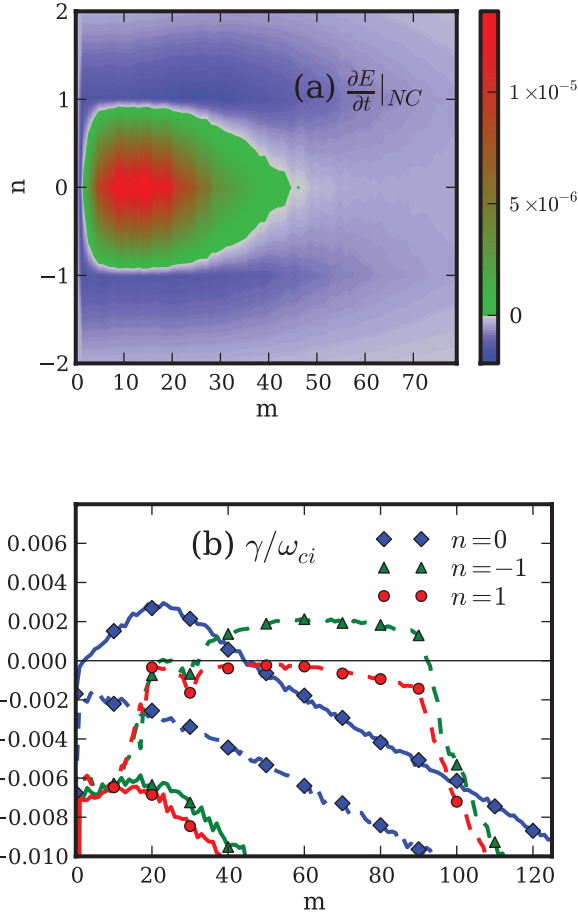 2
1
0
−1
−2
n
(a) ∂E/∂t|NC
1 ×10⁻⁵
5 ×10⁻⁶
0
0 10 20 30 40 50 60 70
m
0.006
0.004
0.002
0.000
−0.002
−0.004
−0.006
−0.008
−0.010
(b) γ/ωci
n=0
n=−1
n=1
0 20 40 60 80 100 120
m